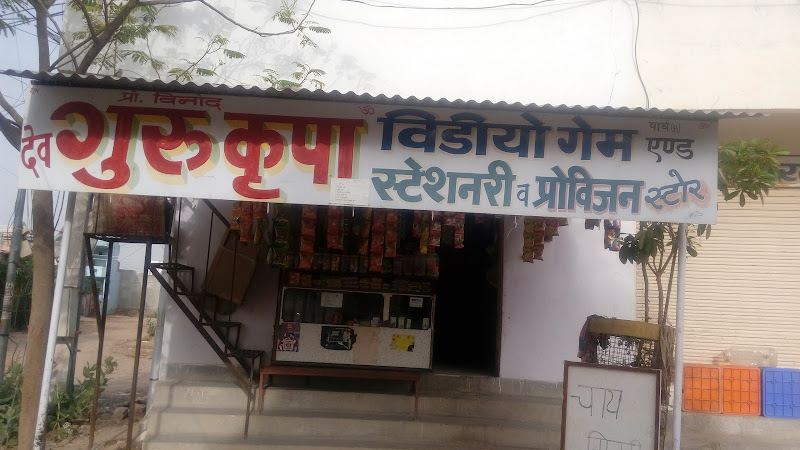 प्रो. विनोद
ॐ
देव गुरु कृपा
विडीयो गेम एण्ड
स्टेशनरी व प्रोविजन स्टोर
चाय